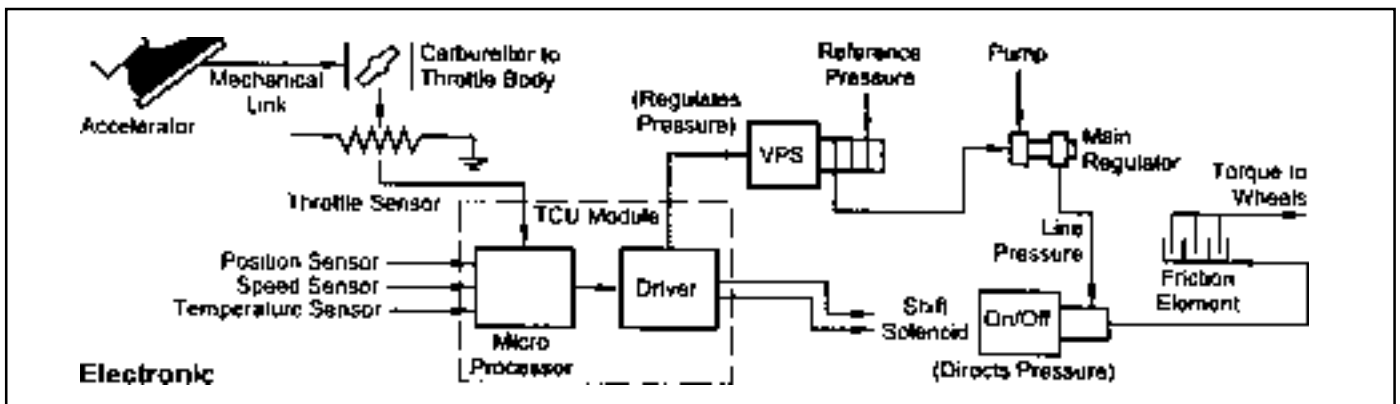 Carburettor to
Throttle Body
Mechanical
Link
Accelerator
Throttle Sensor
Reference
Pressure
(Regulates
Pressure)
VPS
Pump
Main
Regulator
Torque to
Wheels
Line
Pressure
Friction
Element
TCU Module
Position Sensor
Speed Sensor
Temperature Sensor
Driver
Micro
Processor
Shift
Solenoid
On/Off
(Directs Pressure)
Electronic